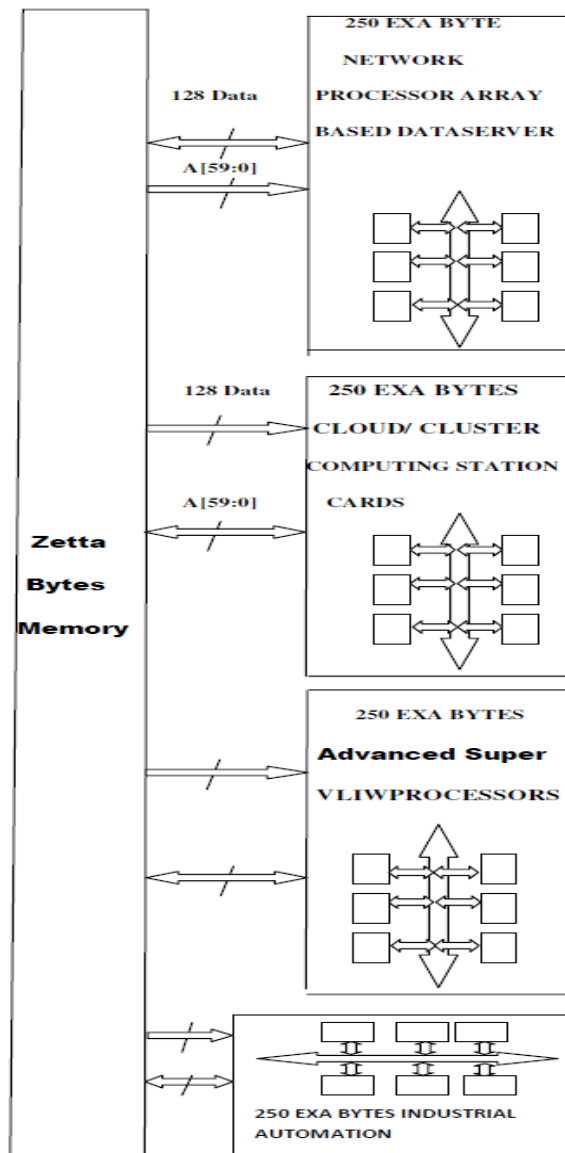 250 EXA BYTE
NETWORK
128 Data
PROCESSOR ARRAY
BASED DATASERVER
A[59:0]
128 Data
250 EXA BYTES
CLOUD/ CLUSTER
COMPUTING STATION
A[59:0]
CARDS
Zetta
Bytes
Memory
250 EXA BYTES
Advanced Super
VLIWPROCESSORS
250 EXA BYTES INDUSTRIAL
AUTOMATION